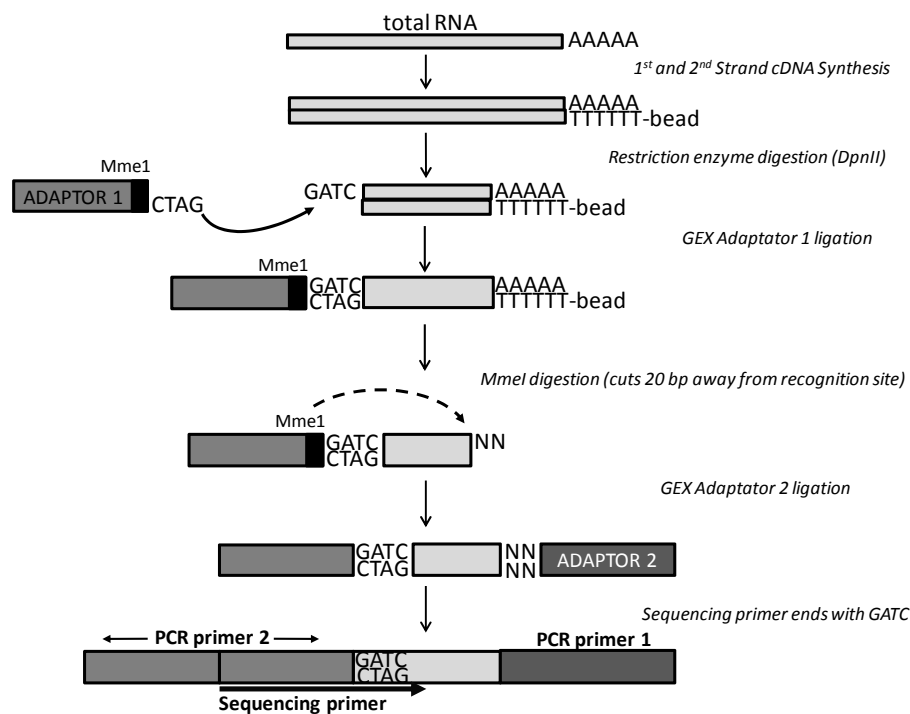 total RNA
AAAAA
1st and 2nd Strand cDNA Synthesis
AAAAA
TTTTTT-bead
Restriction enzyme digestion (DpnII)
Mme1
ADAPTOR 1
CTAG
GATC
AAAAA
TTTTTT-bead
GEX Adaptator 1 ligation
Mme1
GATC
CTAG
AAAAA
TTTTTT-bead
MmeI digestion (cuts 20 bp away from recognition site)
Mme1
GATC
CTAG
NN
GEX Adaptator 2 ligation
GATC
CTAG
NN
NN
ADAPTOR 2
Sequencing primer ends with GATC
PCR primer 2
PCR primer 1
GATC
CTAG
Sequencing primer